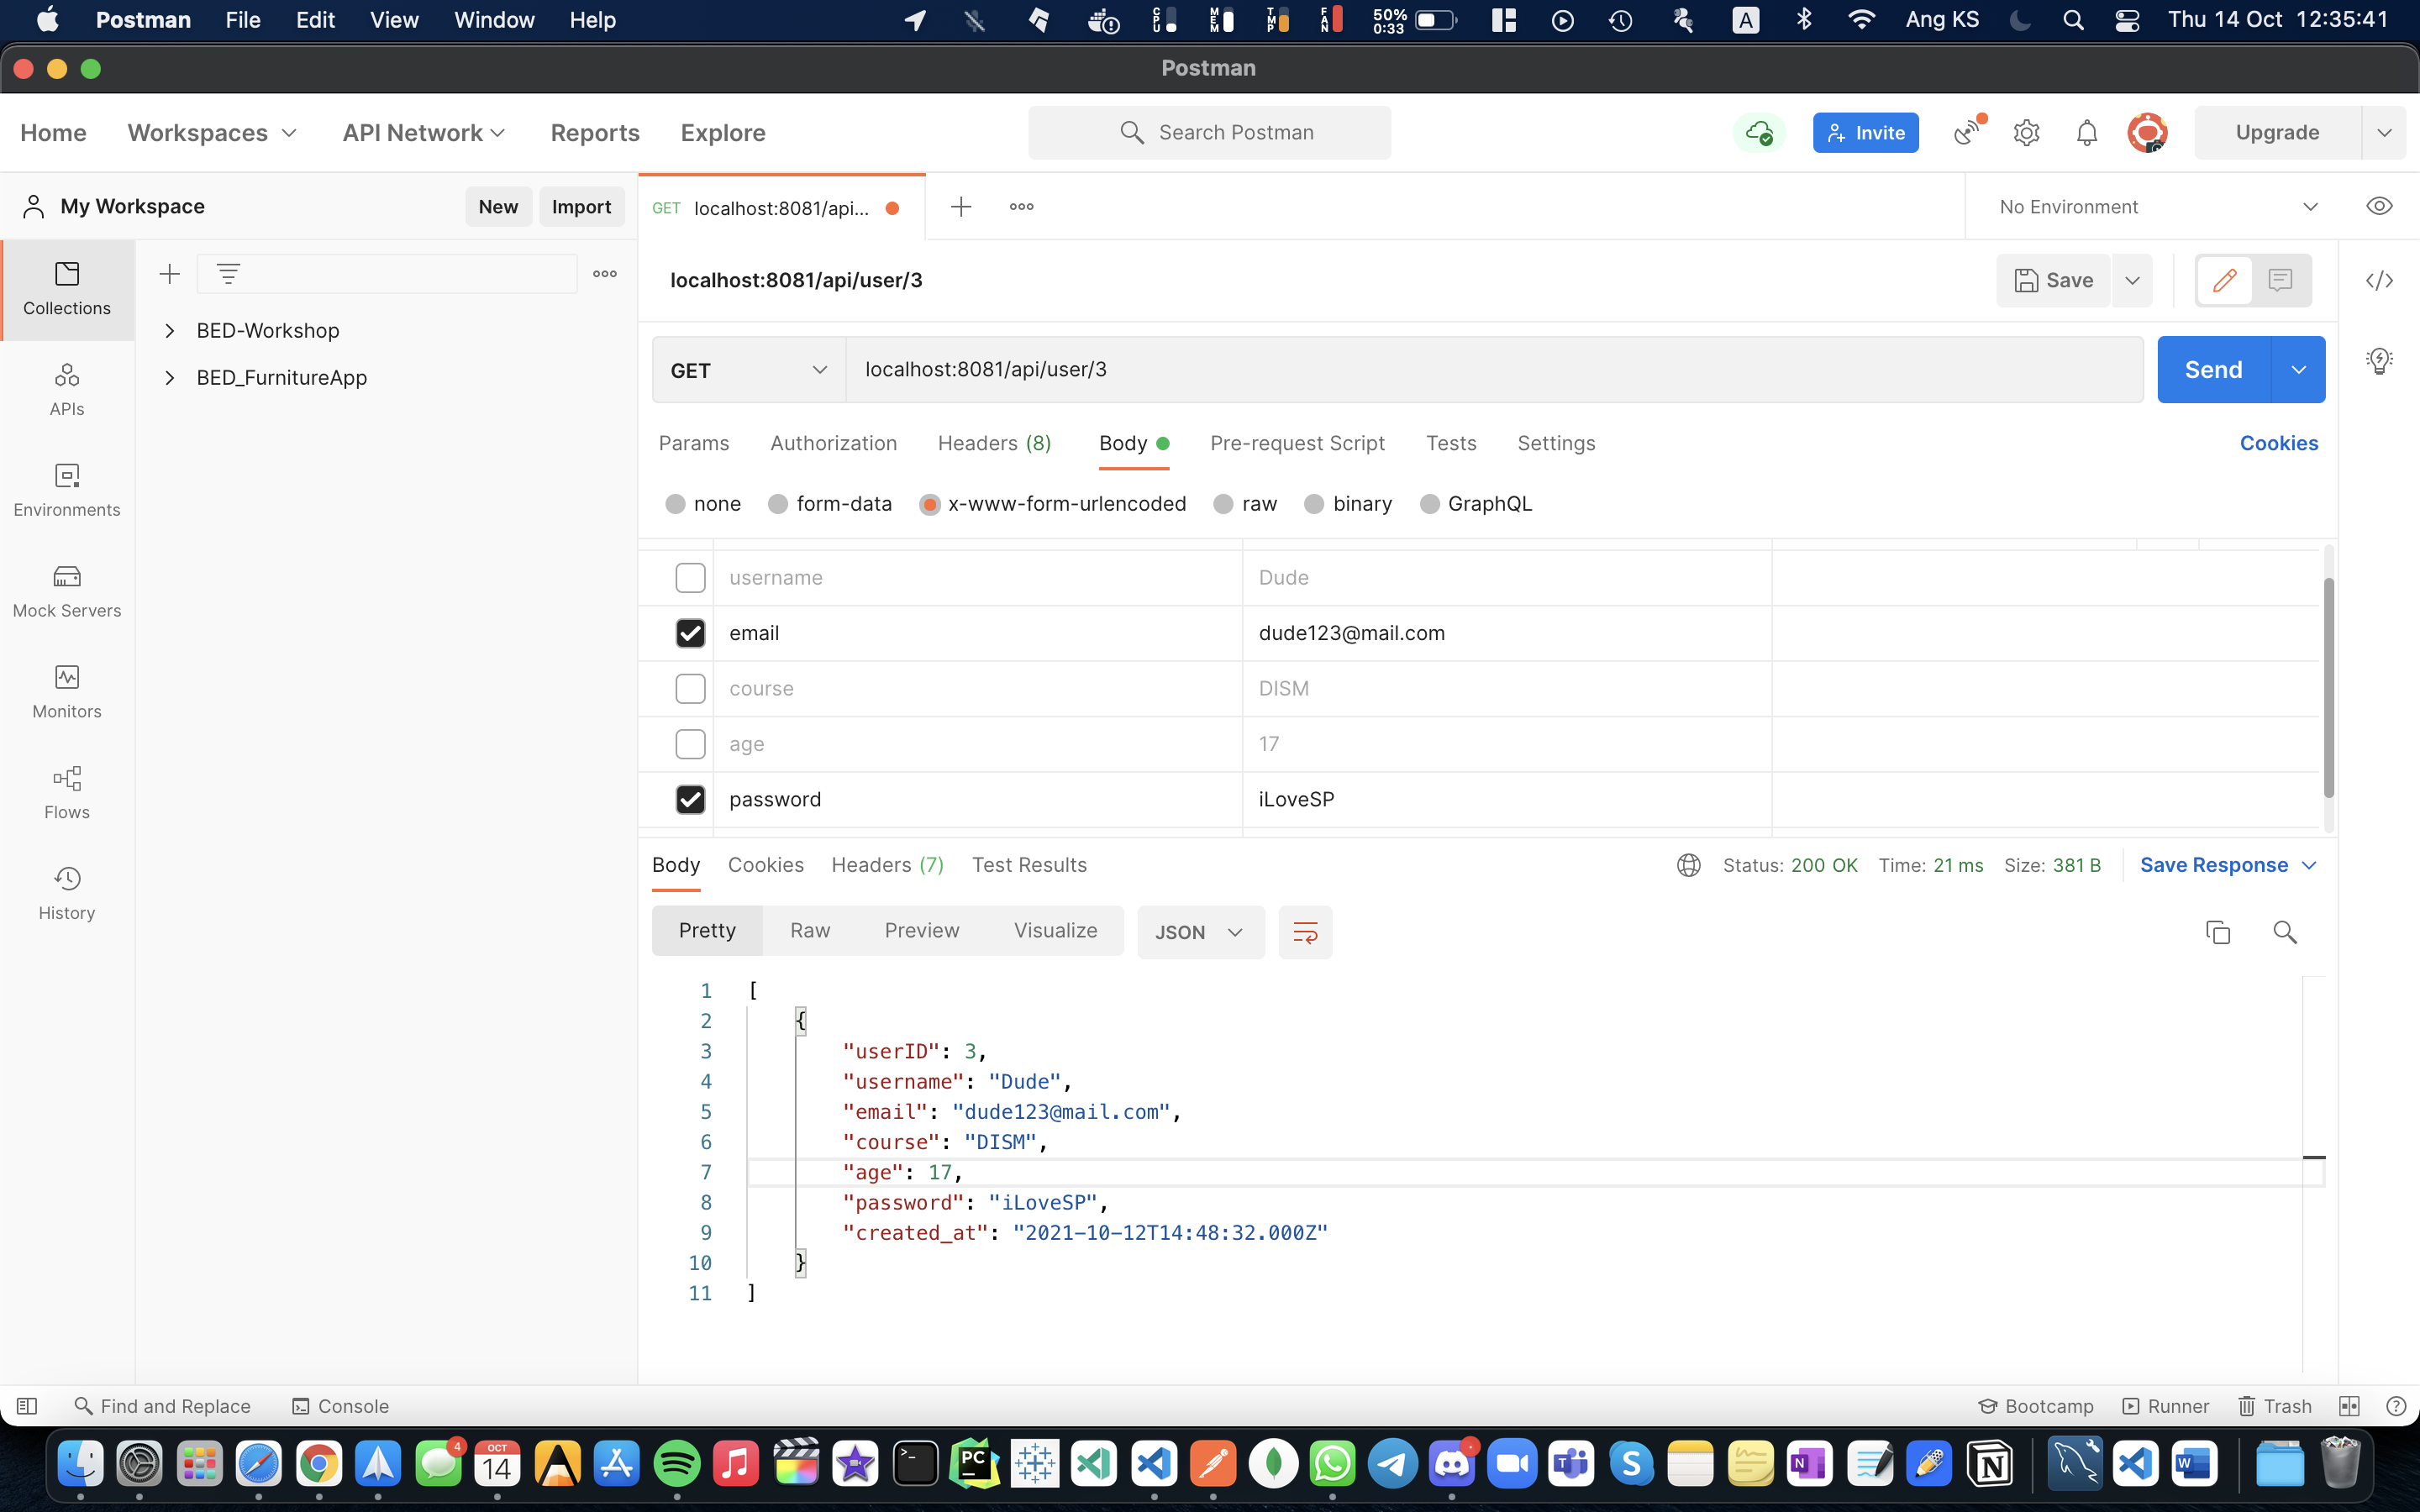 Postman File Edit View Window Help
CPU MEM TMP FAN 50% 0:33 A Ang KS Thu 14 Oct 12:35:41
Postman
Home Workspaces API Network Reports Explore
Search Postman
Invite
Upgrade
My Workspace New Import
GET localhost:8081/api...
No Environment
Collections
APIs
Environments
Mock Servers
Monitors
Flows
History
BED-Workshop
BED_FurnitureApp
localhost:8081/api/user/3
Save
GET localhost:8081/api/user/3 Send
Params Authorization Headers (8) Body Pre-request Script Tests Settings Cookies
none form-data x-www-form-urlencoded raw binary GraphQL
username Dude
email dude123@mail.com
course DISM
age 17
password iLoveSP
Body Cookies Headers (7) Test Results
Status: 200 OK Time: 21 ms Size: 381 B Save Response
Pretty Raw Preview Visualize JSON
1 [
2 {
3 "userID": 3,
4 "username": "Dude",
5 "email": "dude123@mail.com",
6 "course": "DISM",
7 "age": 17,
8 "password": "iLoveSP",
9 "created_at": "2021-10-12T14:48:32.000Z"
10 }
11 ]
Find and Replace Console
Bootcamp Runner Trash
4
OCT
14
PC
S
N
W